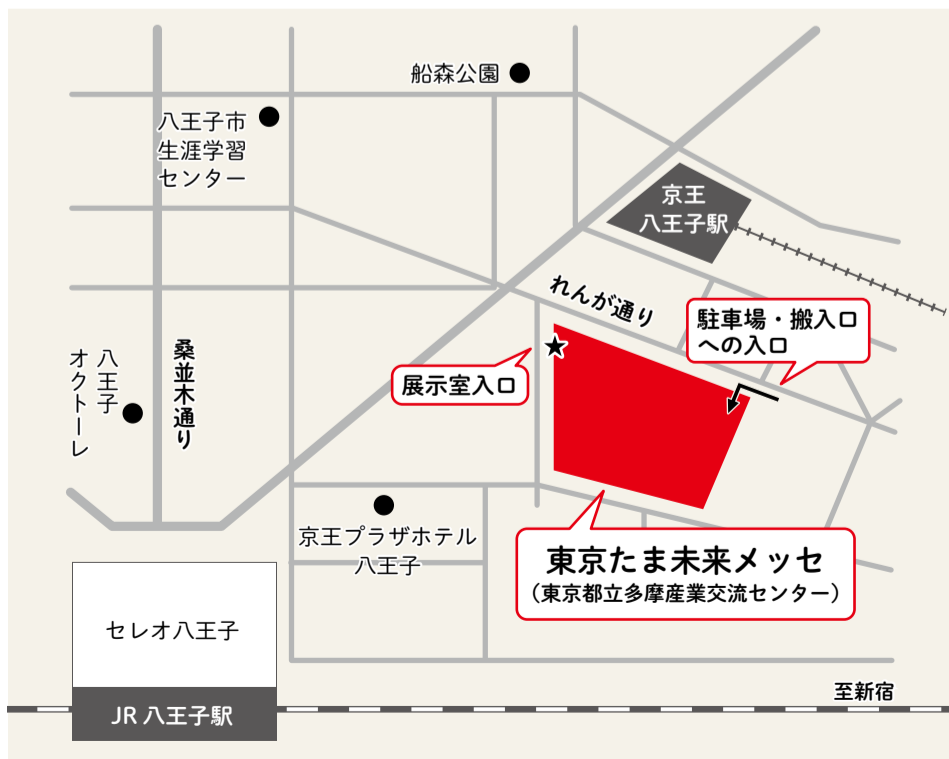 船森公園
八王子市
生涯学習
センター
京王
八王子駅
れんが通り
駐車場・搬入口
への入口
展示室入口
桑並木通り
八王子
オクトーレ
京王プラザホテル
八王子
東京たま未来メッセ
（東京都立多摩産業交流センター）
セレオ八王子
至新宿
JR 八王子駅